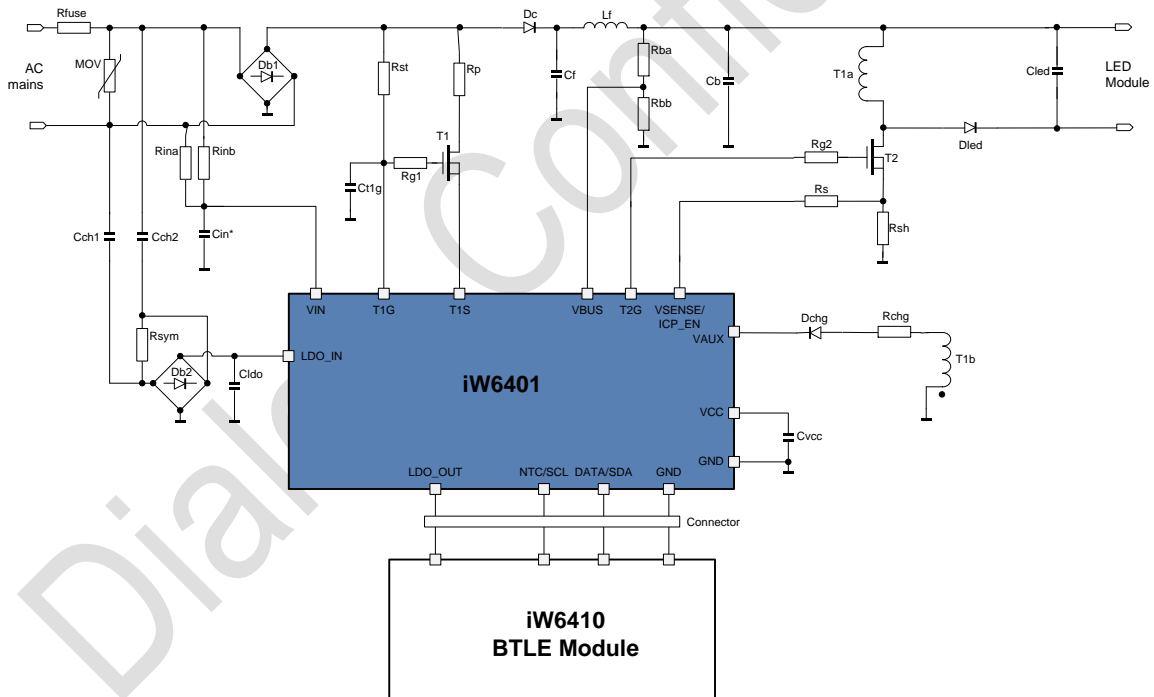 Rfuse
Dc
Lf
MOV
AC
mains
Db1
Rst
Rp
Cf
Rba
Rbb
Cb
T1a
Cled
LED
Module
Dled
Rina
Rinb
T1
Rg1
Ct1g
Rg2
T2
Rs
Rsh
Cch1
Cch2
Cin*
VIN
T1G
T1S
VBUS
T2G
VSENSE/
ICP_EN
VAUX
Dchg
Rchg
T1b
Rsym
LDO_IN
Db2
Cldo
iW6401
VCC
Cvcc
GND
LDO_OUT
NTC/SCL
DATA/SDA
GND
Connector
iW6410
BTLE Module